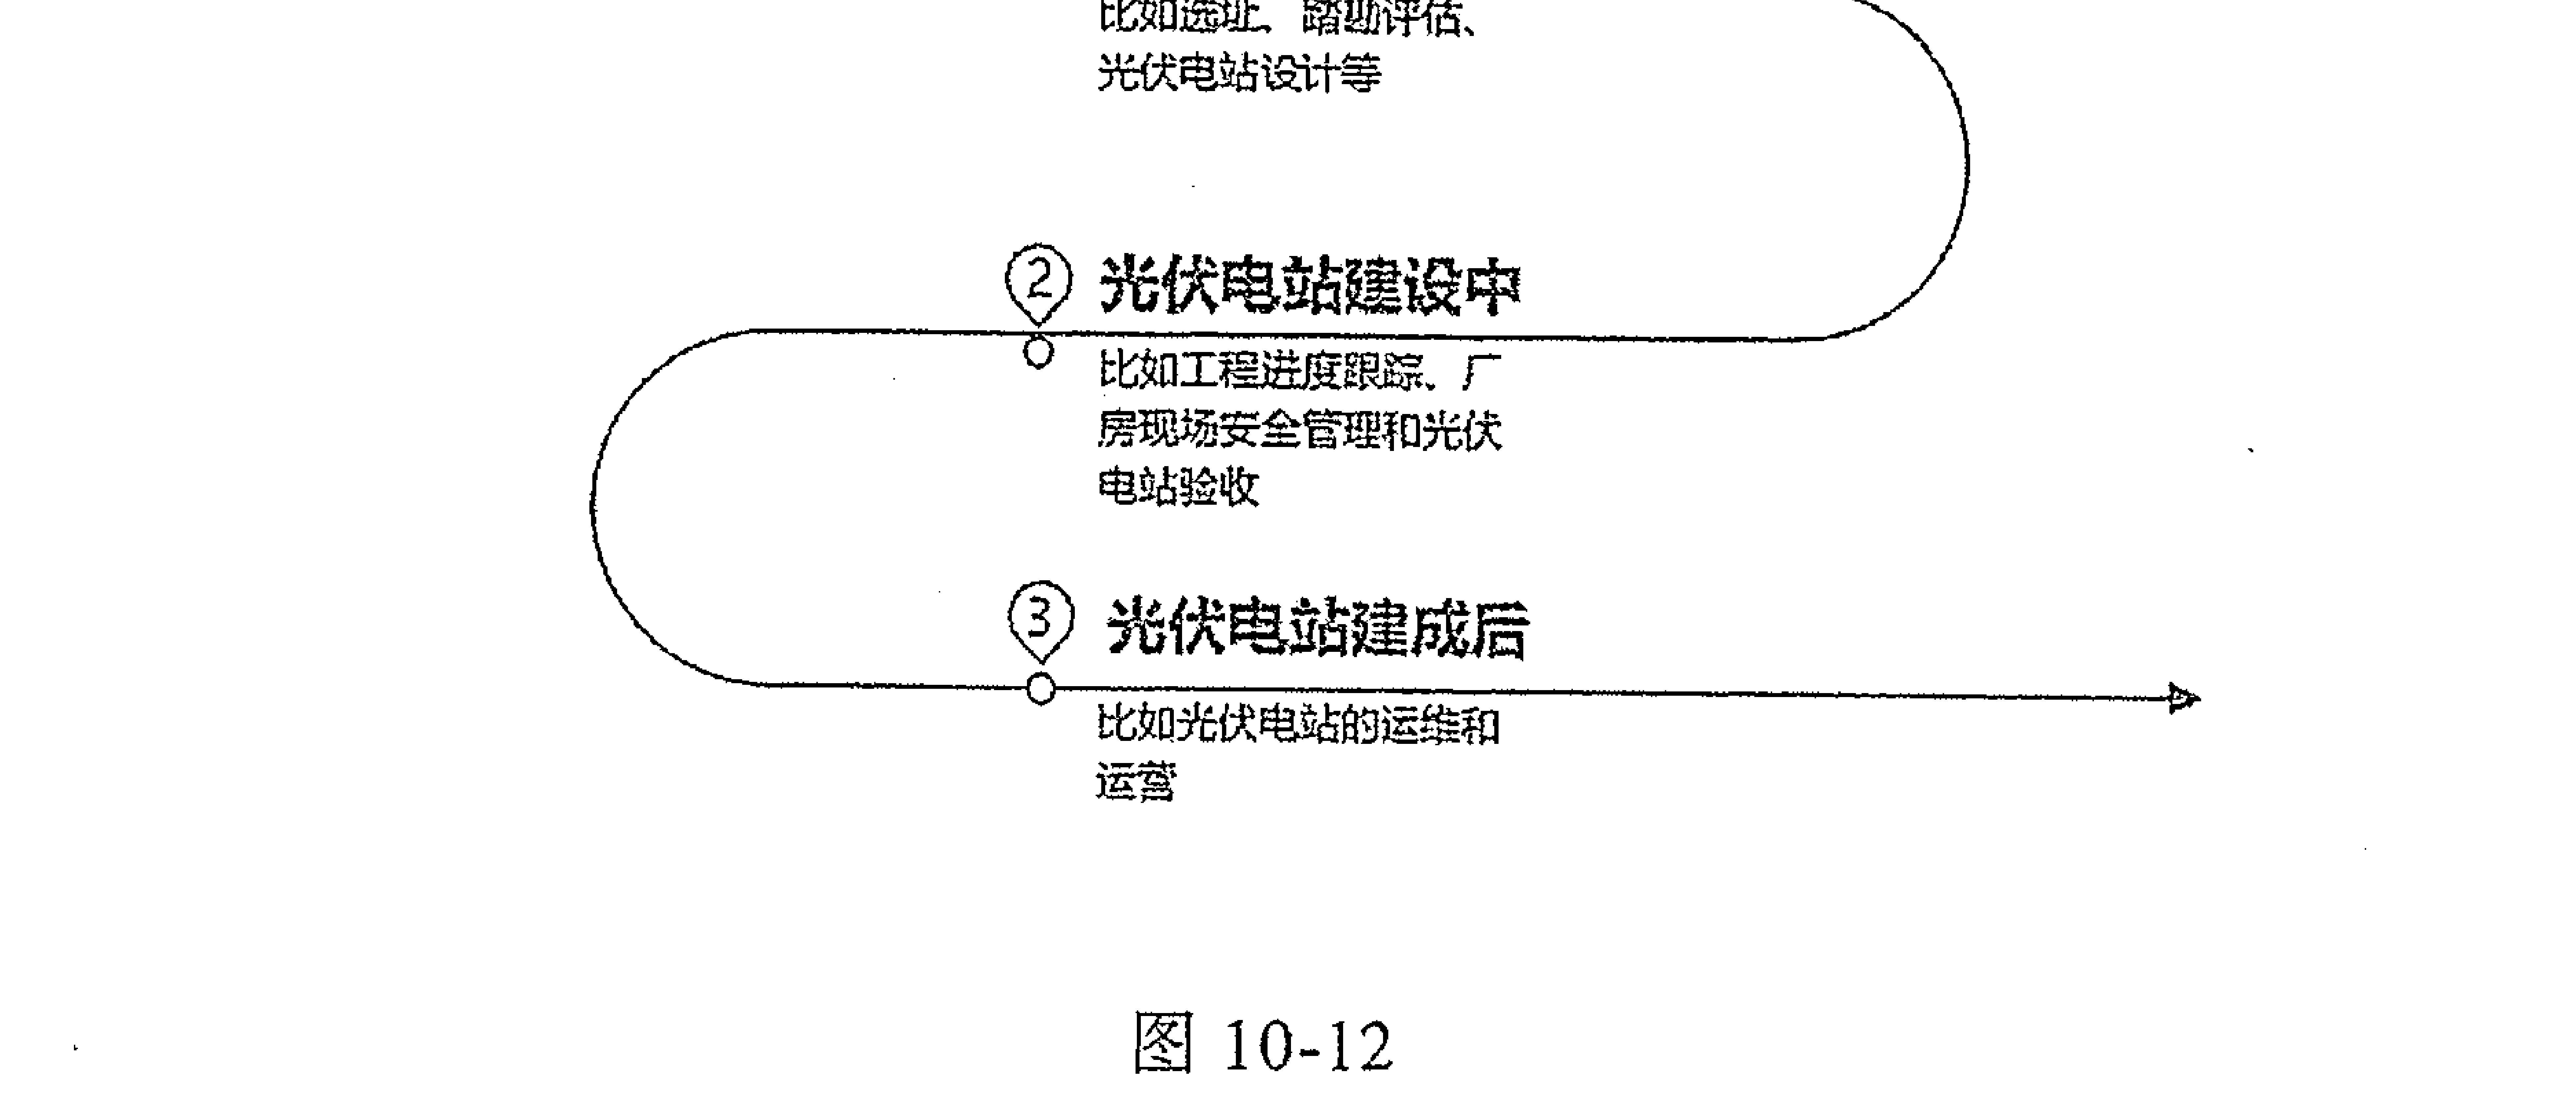 比如选址、踏勘评估、
光伏电站设计等
2 光伏电站建设中
比如工程进度跟踪、厂
房现场安全管理和光伏
电站验收
3 光伏电站建成后
比如光伏电站的运维和
运营
图 10-12